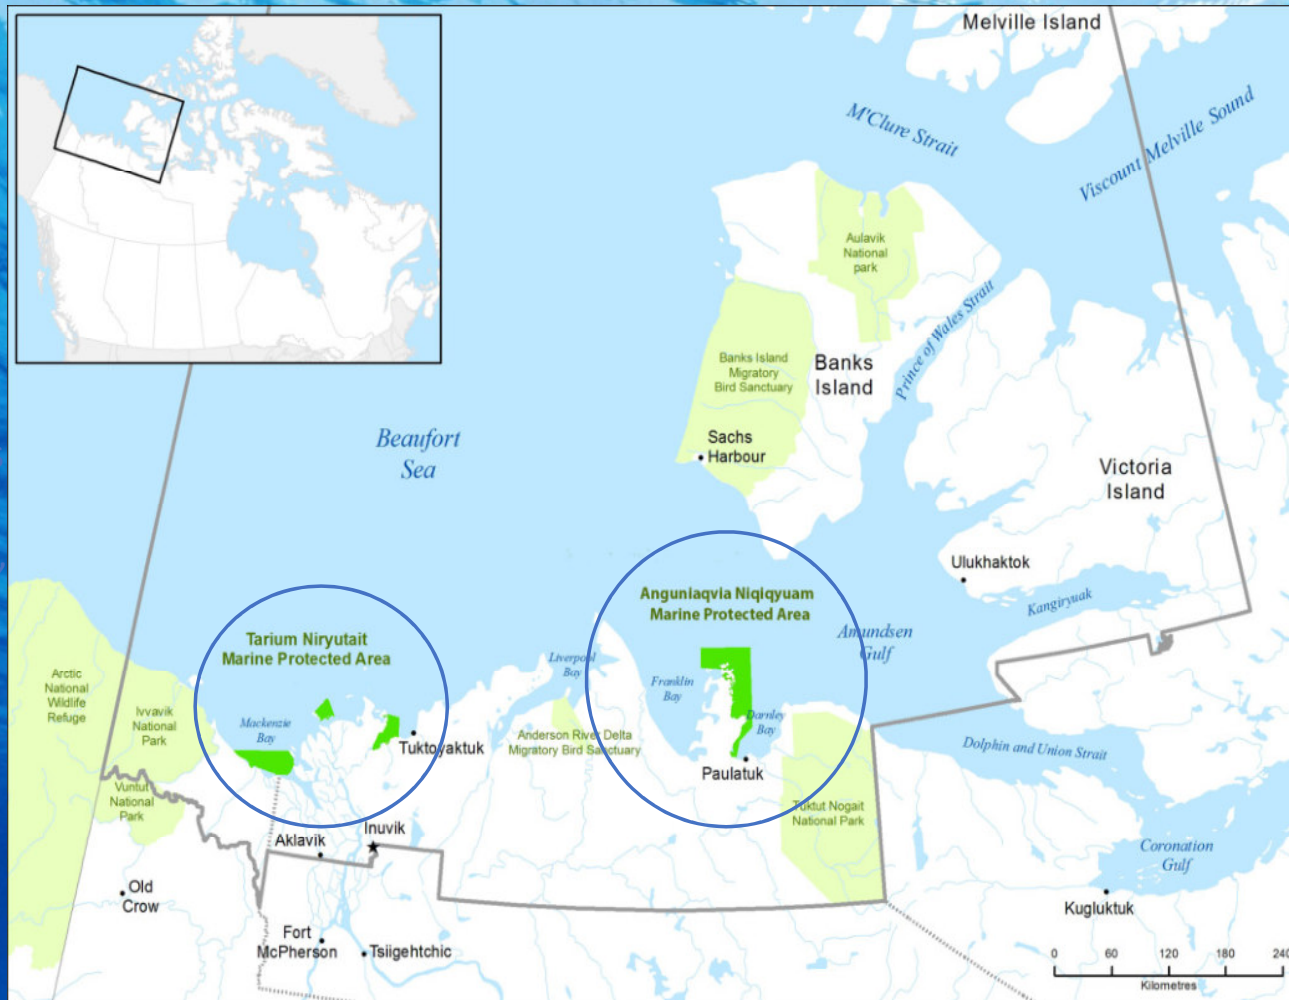 Melville Island
M'Clure Strait
Viscount Melville Sound
Aulavik
National
park
Prince of Wales Strait
Banks Island
Migratory
Bird Sanctuary
Banks
Island
Beaufort
Sea
Sachs
Harbour
Victoria
Island
Ulukhaktok
Kangiryuak
Anguniaqvia Niqiqyuam
Marine Protected Area
Amundsen
Gulf
Tarium Niryutait
Marine Protected Area
Liverpool
Bay
Franklin
Bay
Darnley
Bay
Arctic
National
Wildlife
Refuge
Ivvavik
National
Park
Mackenzie
Bay
Tuktoyaktuk
Anderson River Delta
Migratory Bird Sanctuary
Paulatuk
Dolphin and Union Strait
Vuntut
National
Park
Tuktut Nogait
National Park
Aklavik
Inuvik
Coronation
Gulf
Old
Crow
Kugluktuk
Fort
McPherson
Tsiigehtchic
0 60 120 180 240
Kilometres